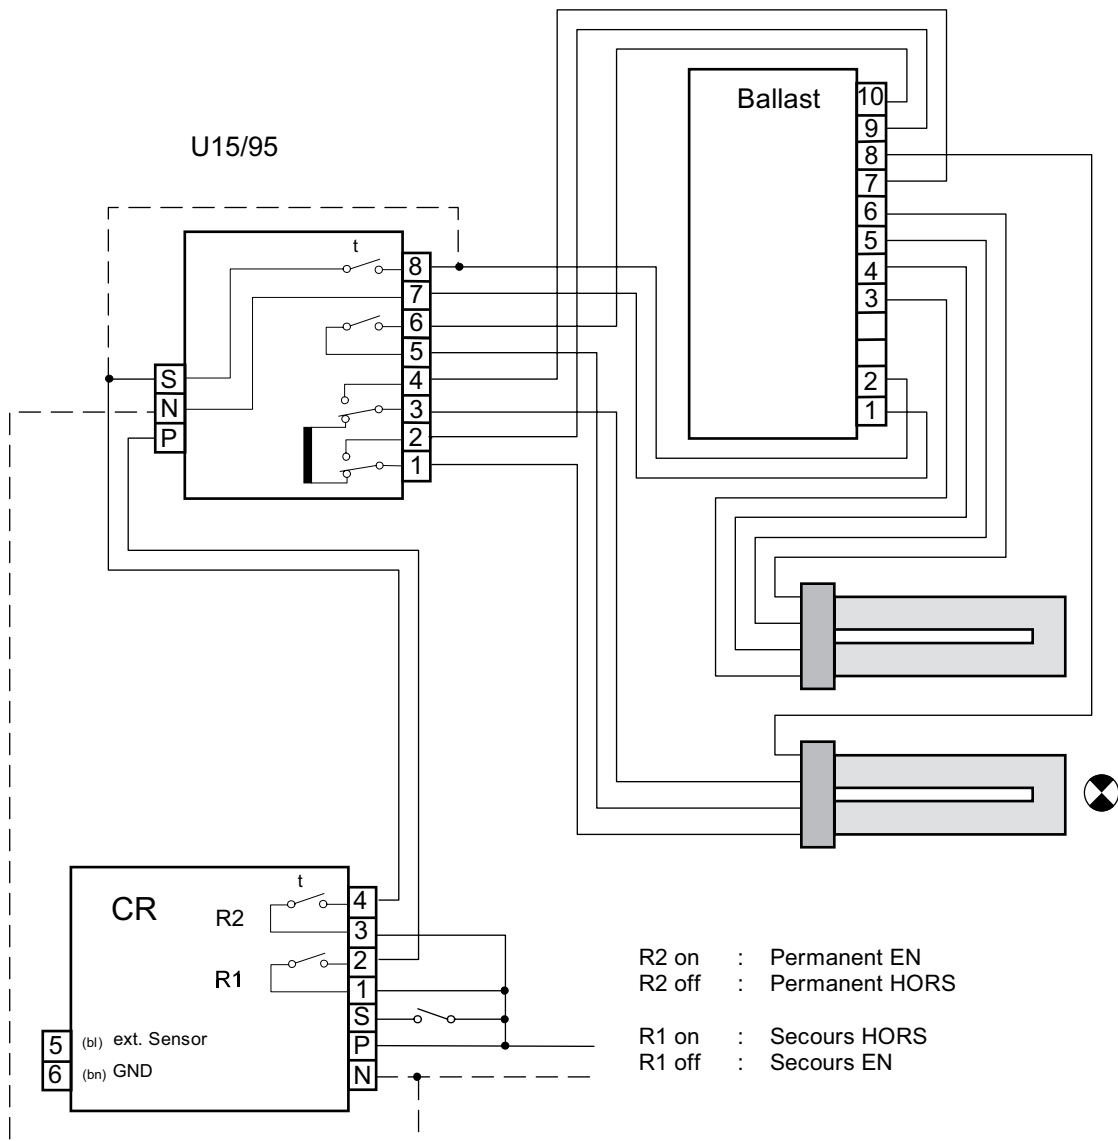 U15/95
Ballast
10
9
8
7
6
5
4
3
2
1
t
8
7
6
5
4
3
2
1
S
N
P
CR
t
R2
R1
4
3
2
1
S
P
N
5 (bl) ext. Sensor
6 (bn) GND
R2 on : Permanent EN
R2 off : Permanent HORS
R1 on : Secours HORS
R1 off : Secours EN